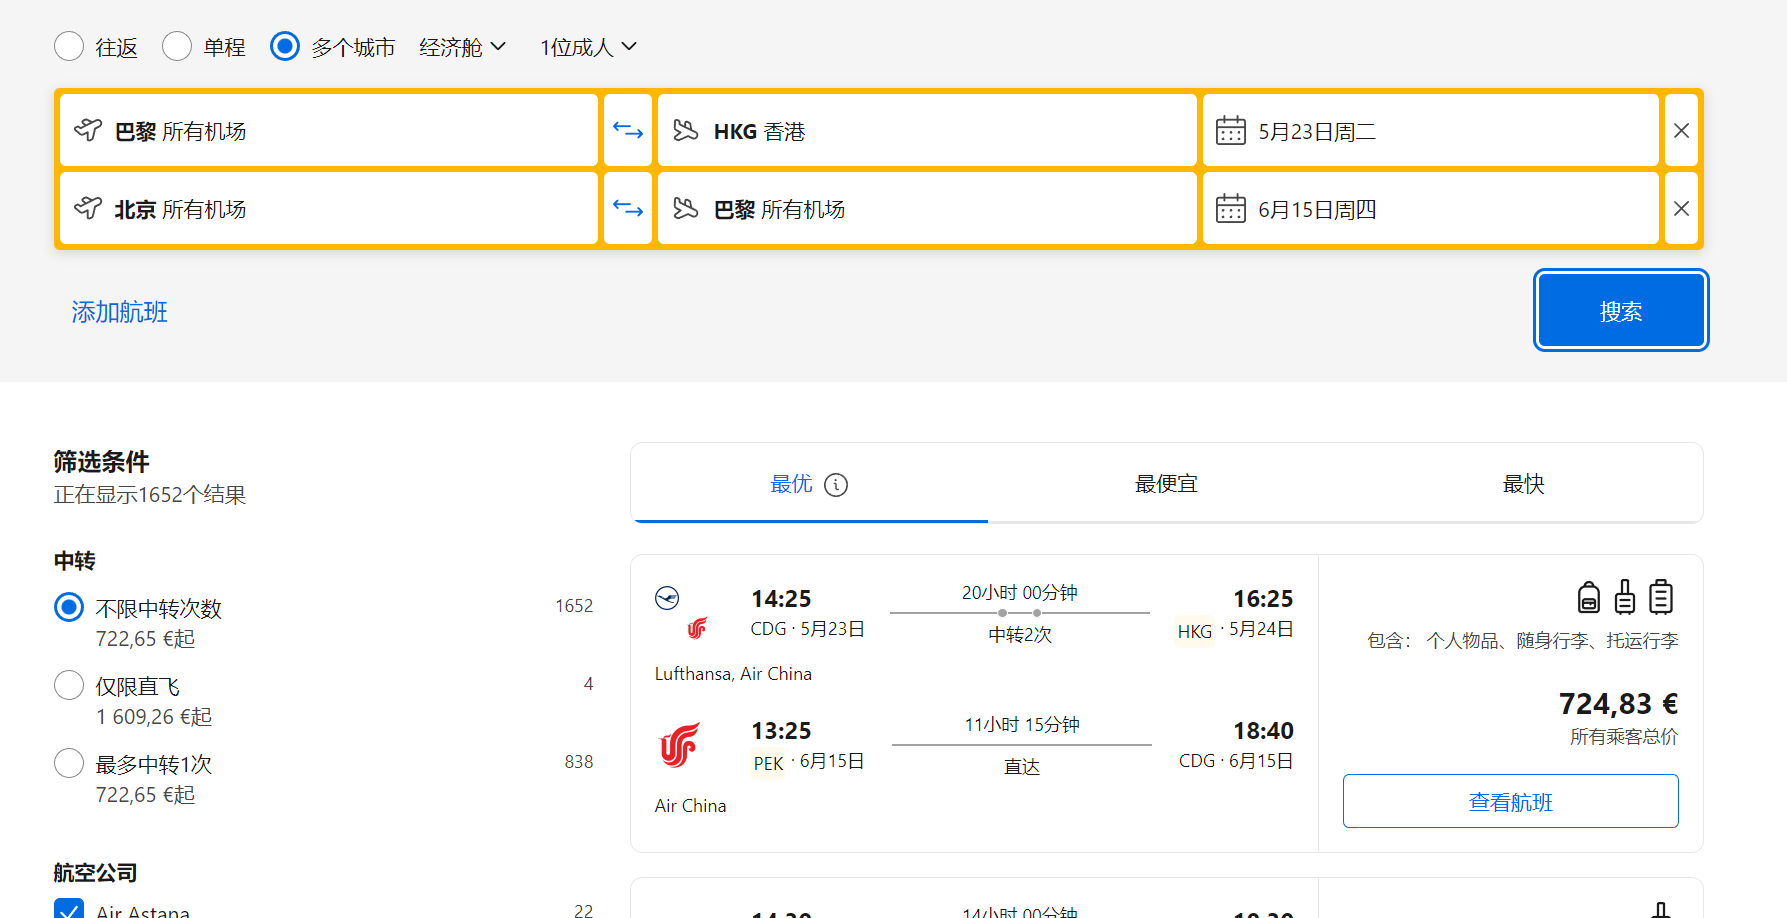 往返 单程 多个城市 经济舱 1位成人
巴黎 所有机场 HKG 香港 5月23日周二
北京 所有机场 巴黎 所有机场 6月15日周四
添加航班 搜索
筛选条件
正在显示1652个结果
中转
不限中转次数 1652
722,65 €起
仅限直飞 4
1 609,26 €起
最多中转1次 838
722,65 €起
航空公司
Air Astana 22
最优 最便宜 最快
14:25 20小时 00分钟 16:25
CDG · 5月23日 中转2次 HKG · 5月24日
Lufthansa, Air China
13:25 11小时 15分钟 18:40
PEK · 6月15日 直达 CDG · 6月15日
Air China
包含： 个人物品、随身行李、托运行李
724,83 €
所有乘客总价
查看航班
14:20 14小时 00分钟